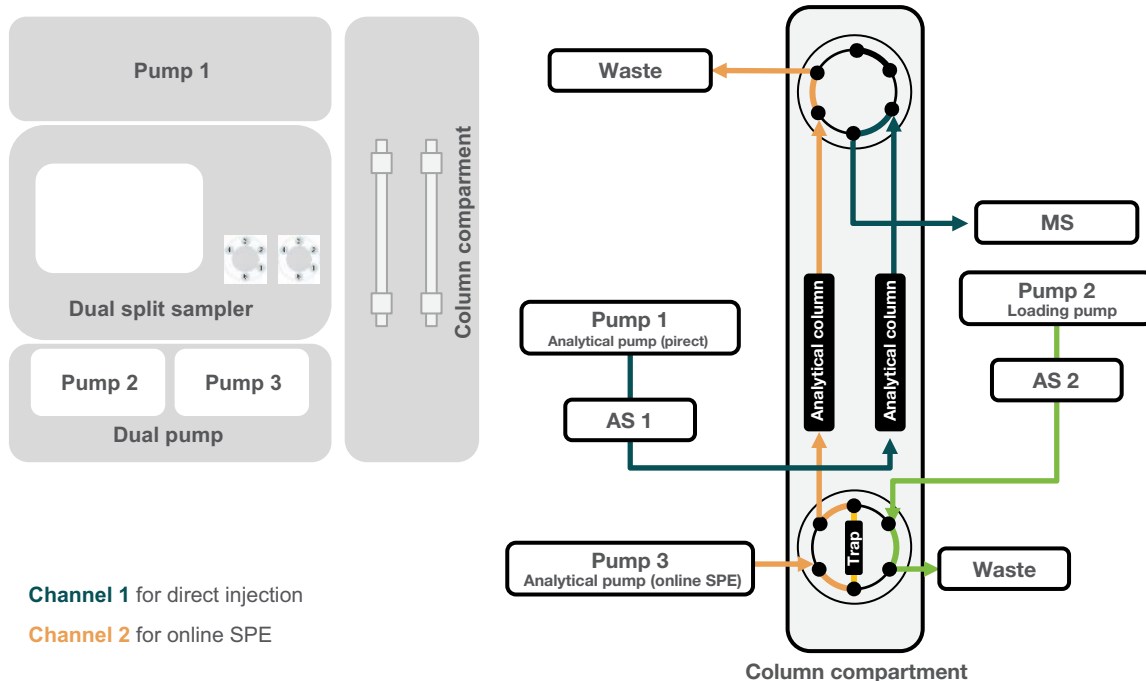 Pump 1
Dual split sampler
Pump 2
Pump 3
Dual pump
Column comparment
Channel 1 for direct injection
Channel 2 for online SPE
Waste
MS
Analytical column
Analytical column
Pump 1
Analytical pump (pirect)
AS 1
Pump 2
Loading pump
AS 2
Trap
Pump 3
Analytical pump (online SPE)
Waste
Column compartment